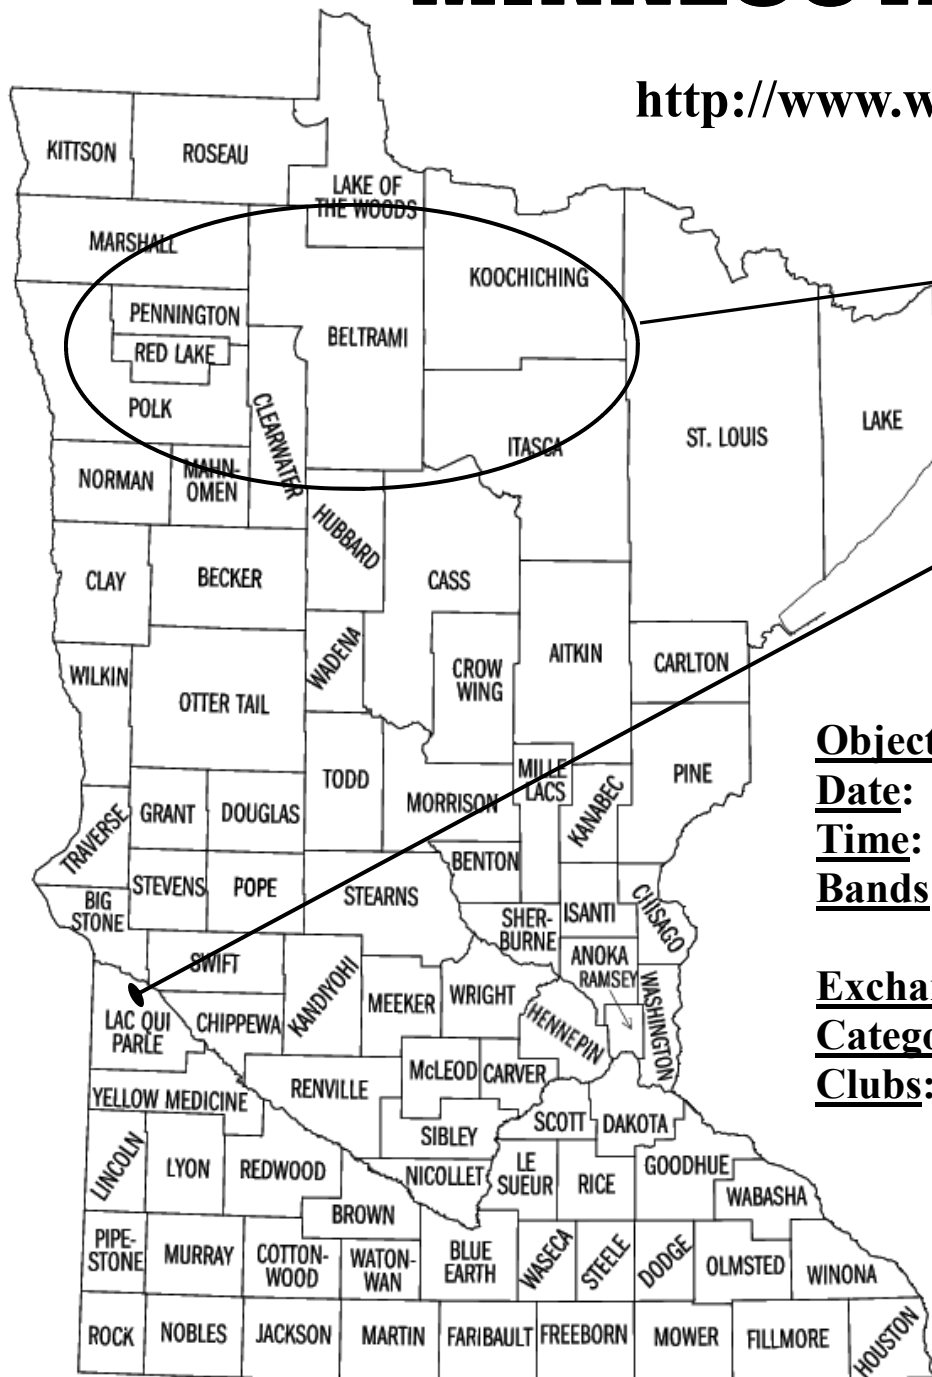 http://www.w
KITTSON
ROSEAU
LAKE OF
THE WOODS
MARSHALL
KOOCHICHING
PENNINGTON
BELTRAMI
RED LAKE
POLK
CLEARWATER
ITASCA
ST. LOUIS
LAKE
NORMAN
MAHN-
OMEN
HUBBARD
CLAY
BECKER
CASS
WILKIN
OTTER TAIL
WADENA
CROW
WING
AITKIN
CARLTON
TODD
MORRISON
MILLE
LACS
KANABEC
PINE
TRAVERSE
GRANT
DOUGLAS
BIG
STONE
STEVENS
POPE
STEARNS
BENTON
SHER-
BURNE
ISANTI
CHISAGO
ANOKA
RAMSEY
WASHINGTON
SWIFT
KANDIYOHI
MEEKER
WRIGHT
HENNEPIN
LAC QUI
PARLE
CHIPPEWA
McLEOD
CARVER
YELLOW MEDICINE
RENVILLE
SIBLEY
SCOTT
DAKOTA
LINCOLN
LYON
REDWOOD
NICOLLET
LE
SUEUR
RICE
GOODHUE
WABASHA
BROWN
PIPE-
STONE
MURRAY
COTTON-
WOOD
WATON-
WAN
BLUE
EARTH
WASECA
STEELE
DODGE
OLMSTED
WINONA
ROCK
NOBLES
JACKSON
MARTIN
FARIBAULT
FREEBORN
MOWER
FILLMORE
HOUSTON
Object
Date:
Time:
Bands
Exchar
Catego
Clubs: